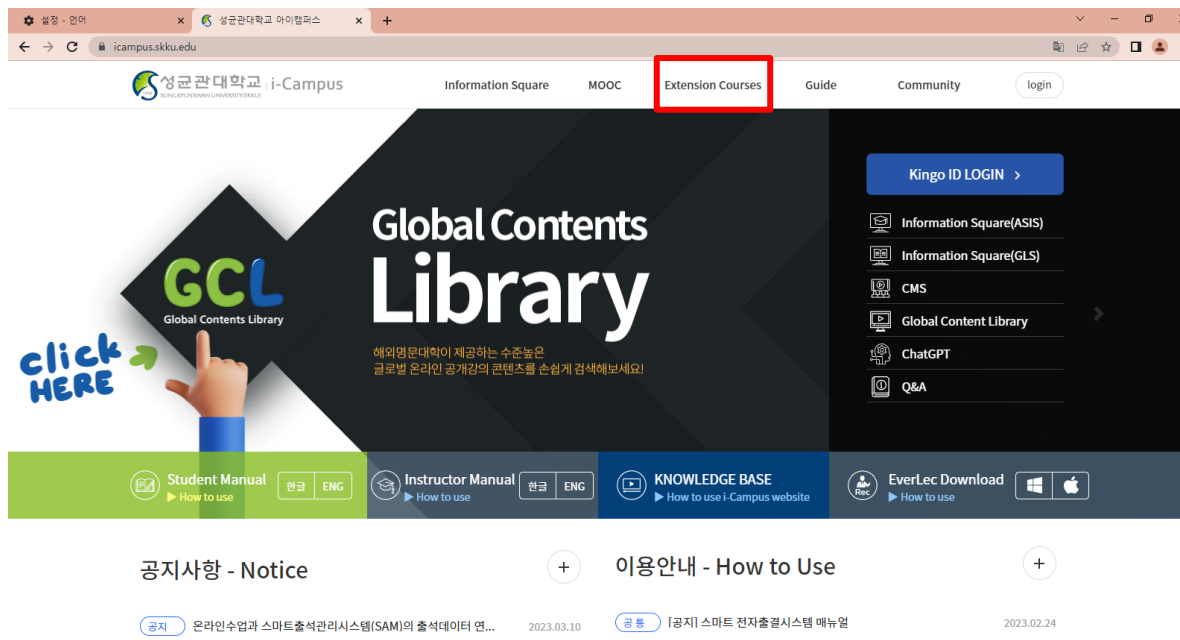 설정 - 언어
성균관대학교 아이캠퍼스
icampus.skku.edu
성균관대학교 i-Campus
SUNGKYUNKWAN UNIVERSITY(SKKU)
Information Square
MOOC
Extension Courses
Guide
Community
login
GCL
Global Contents Library
click
HERE
Global Contents
Library
해외명문대학이 제공하는 수준높은
글로벌 온라인 공개강의 콘텐츠를 손쉽게 검색해보세요!
Kingo ID LOGIN >
Information Square(ASIS)
Information Square(GLS)
CMS
Global Content Library
ChatGPT
Q&A
Student Manual
▶ How to use
한글 ENG
Instructor Manual
▶ How to use
한글 ENG
KNOWLEDGE BASE
▶ How to use i-Campus website
Rec
EverLec Download
▶ How to use
공지사항 - Notice
+
공지 온라인수업과 스마트출석관리시스템(SAM)의 출석데이터 연... 2023.03.10
이용안내 - How to Use
+
공통 [공지] 스마트 전자출결시스템 매뉴얼 2023.02.24